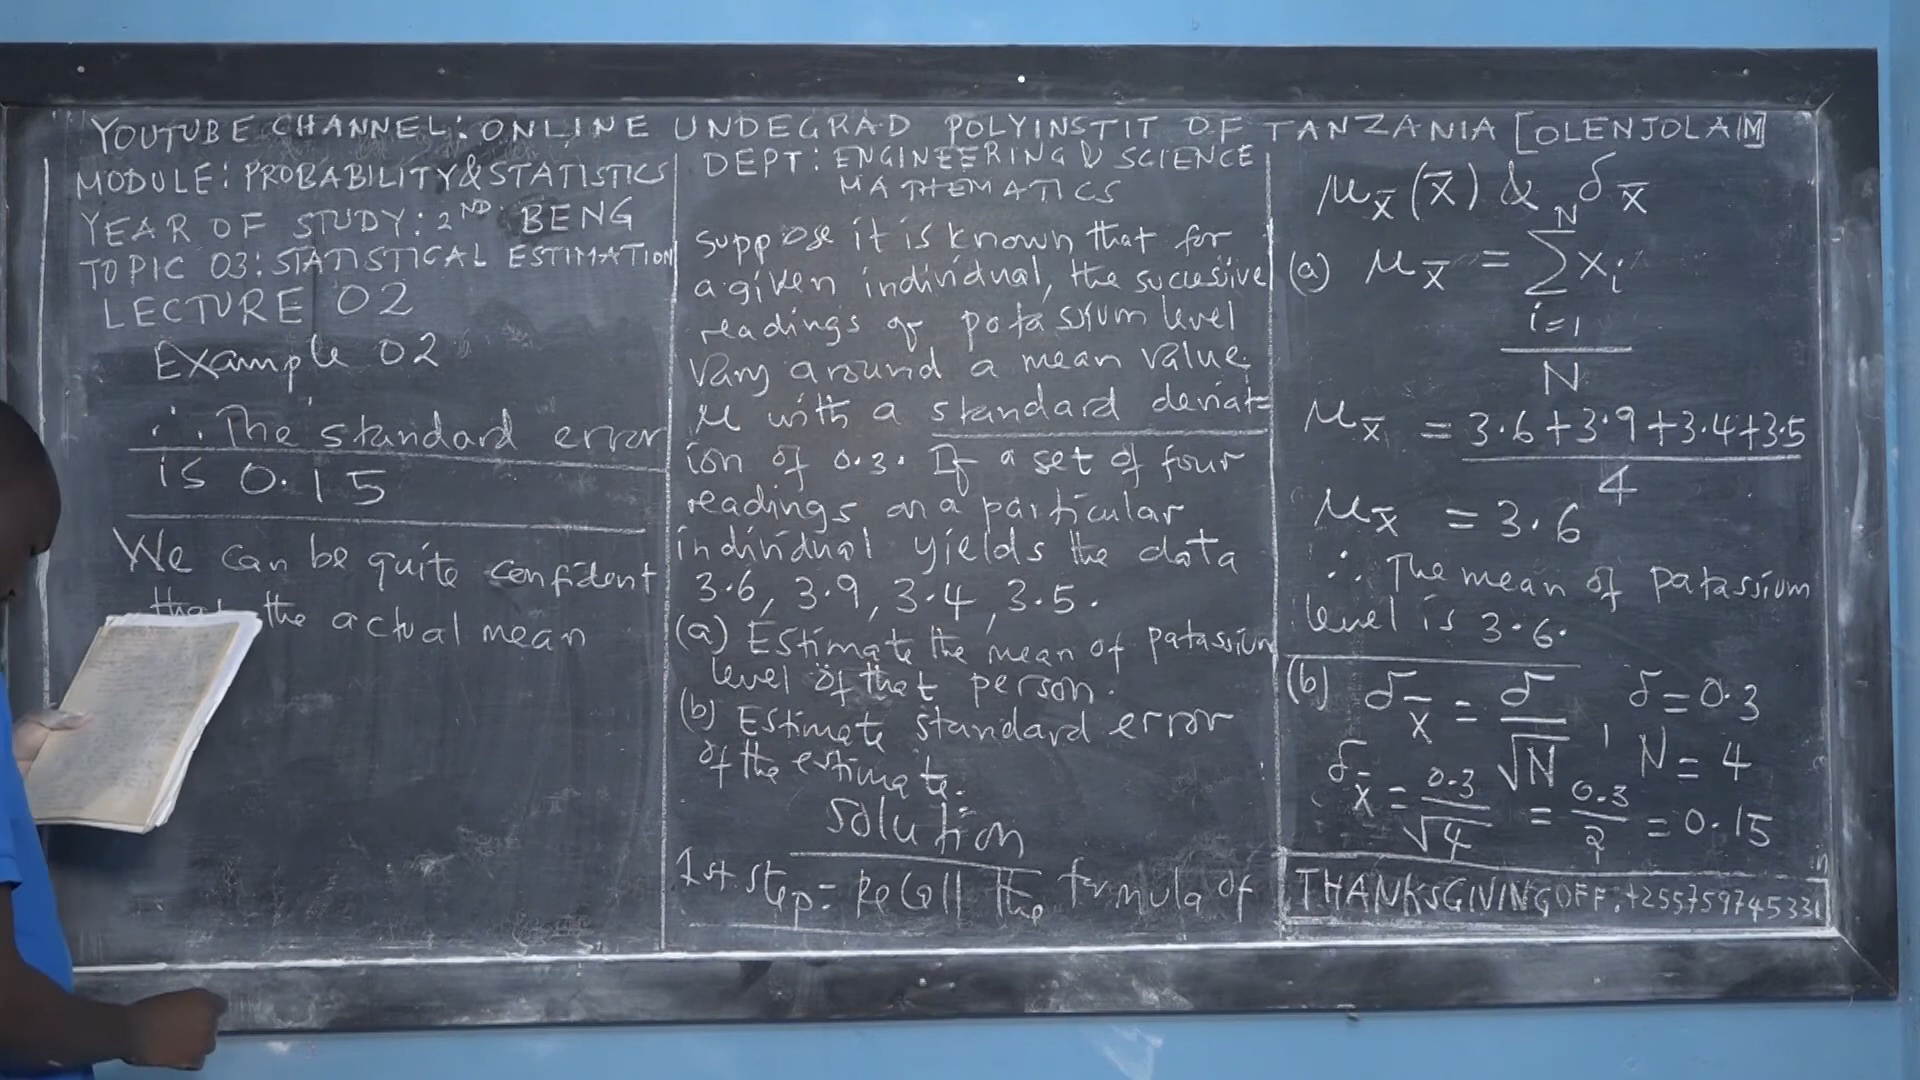 YOUTUBE CHANNEL: ONLINE UNDEGRAD POLYINSTIT OF TANZANIA [OLENJOLAIM]
MODULE: PROBABILITY & STATISTICS
YEAR OF STUDY: 2ND BENG
TOPIC 03: STATISTICAL ESTIMATION
LECTURE 02
Example 02
∴ The standard error
is 0.15
We can be quite confident
that the actual mean
DEPT: ENGINEERING & SCIENCE
MATHEMATICS
Suppose it is known that for
a given individual, the succesive
readings of potassium level
vary around a mean value
μ with a standard deviat-
ion of 0.3. If a set of four
readings on a particular
individual yields the data
3.6, 3.9, 3.4, 3.5.
(a) Estimate the mean of patassium
level of that person.
(b) Estimate standard error
of the estimate.
Solution
1st step = Recall the formula of
μx̄ (x̄) & δx̄
(a) μx̄ = N∑i=1 xi / N
μx̄ = 3.6+3.9+3.4+3.5 / 4
μx̄ = 3.6
∴ The mean of patassium
level is 3.6.
(b) δx̄ = δ/√N , δ = 0.3
N = 4
δx̄ = 0.3/√4 = 0.3/2 = 0.15
THANKSGIVING OFF: +255759745331